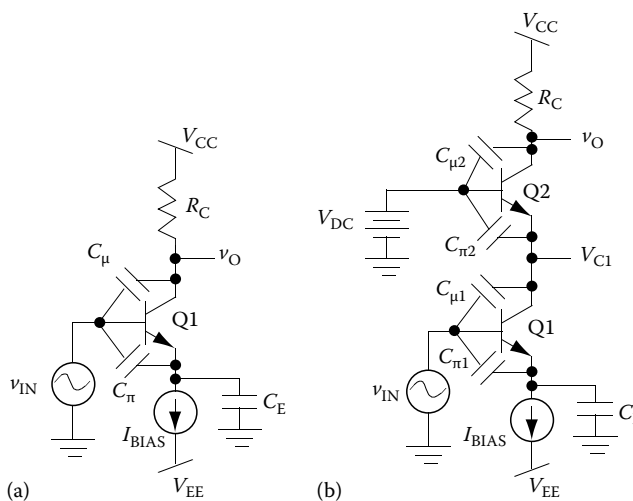 V_CC
R_C
v_O
C_μ
Q1
C_π
v_IN
C_E
I_BIAS
V_EE
(a)
V_CC
R_C
v_O
C_μ2
Q2
V_DC
C_π2
V_C1
C_μ1
Q1
C_π1
v_IN
C
I_BIAS
V_EE
(b)